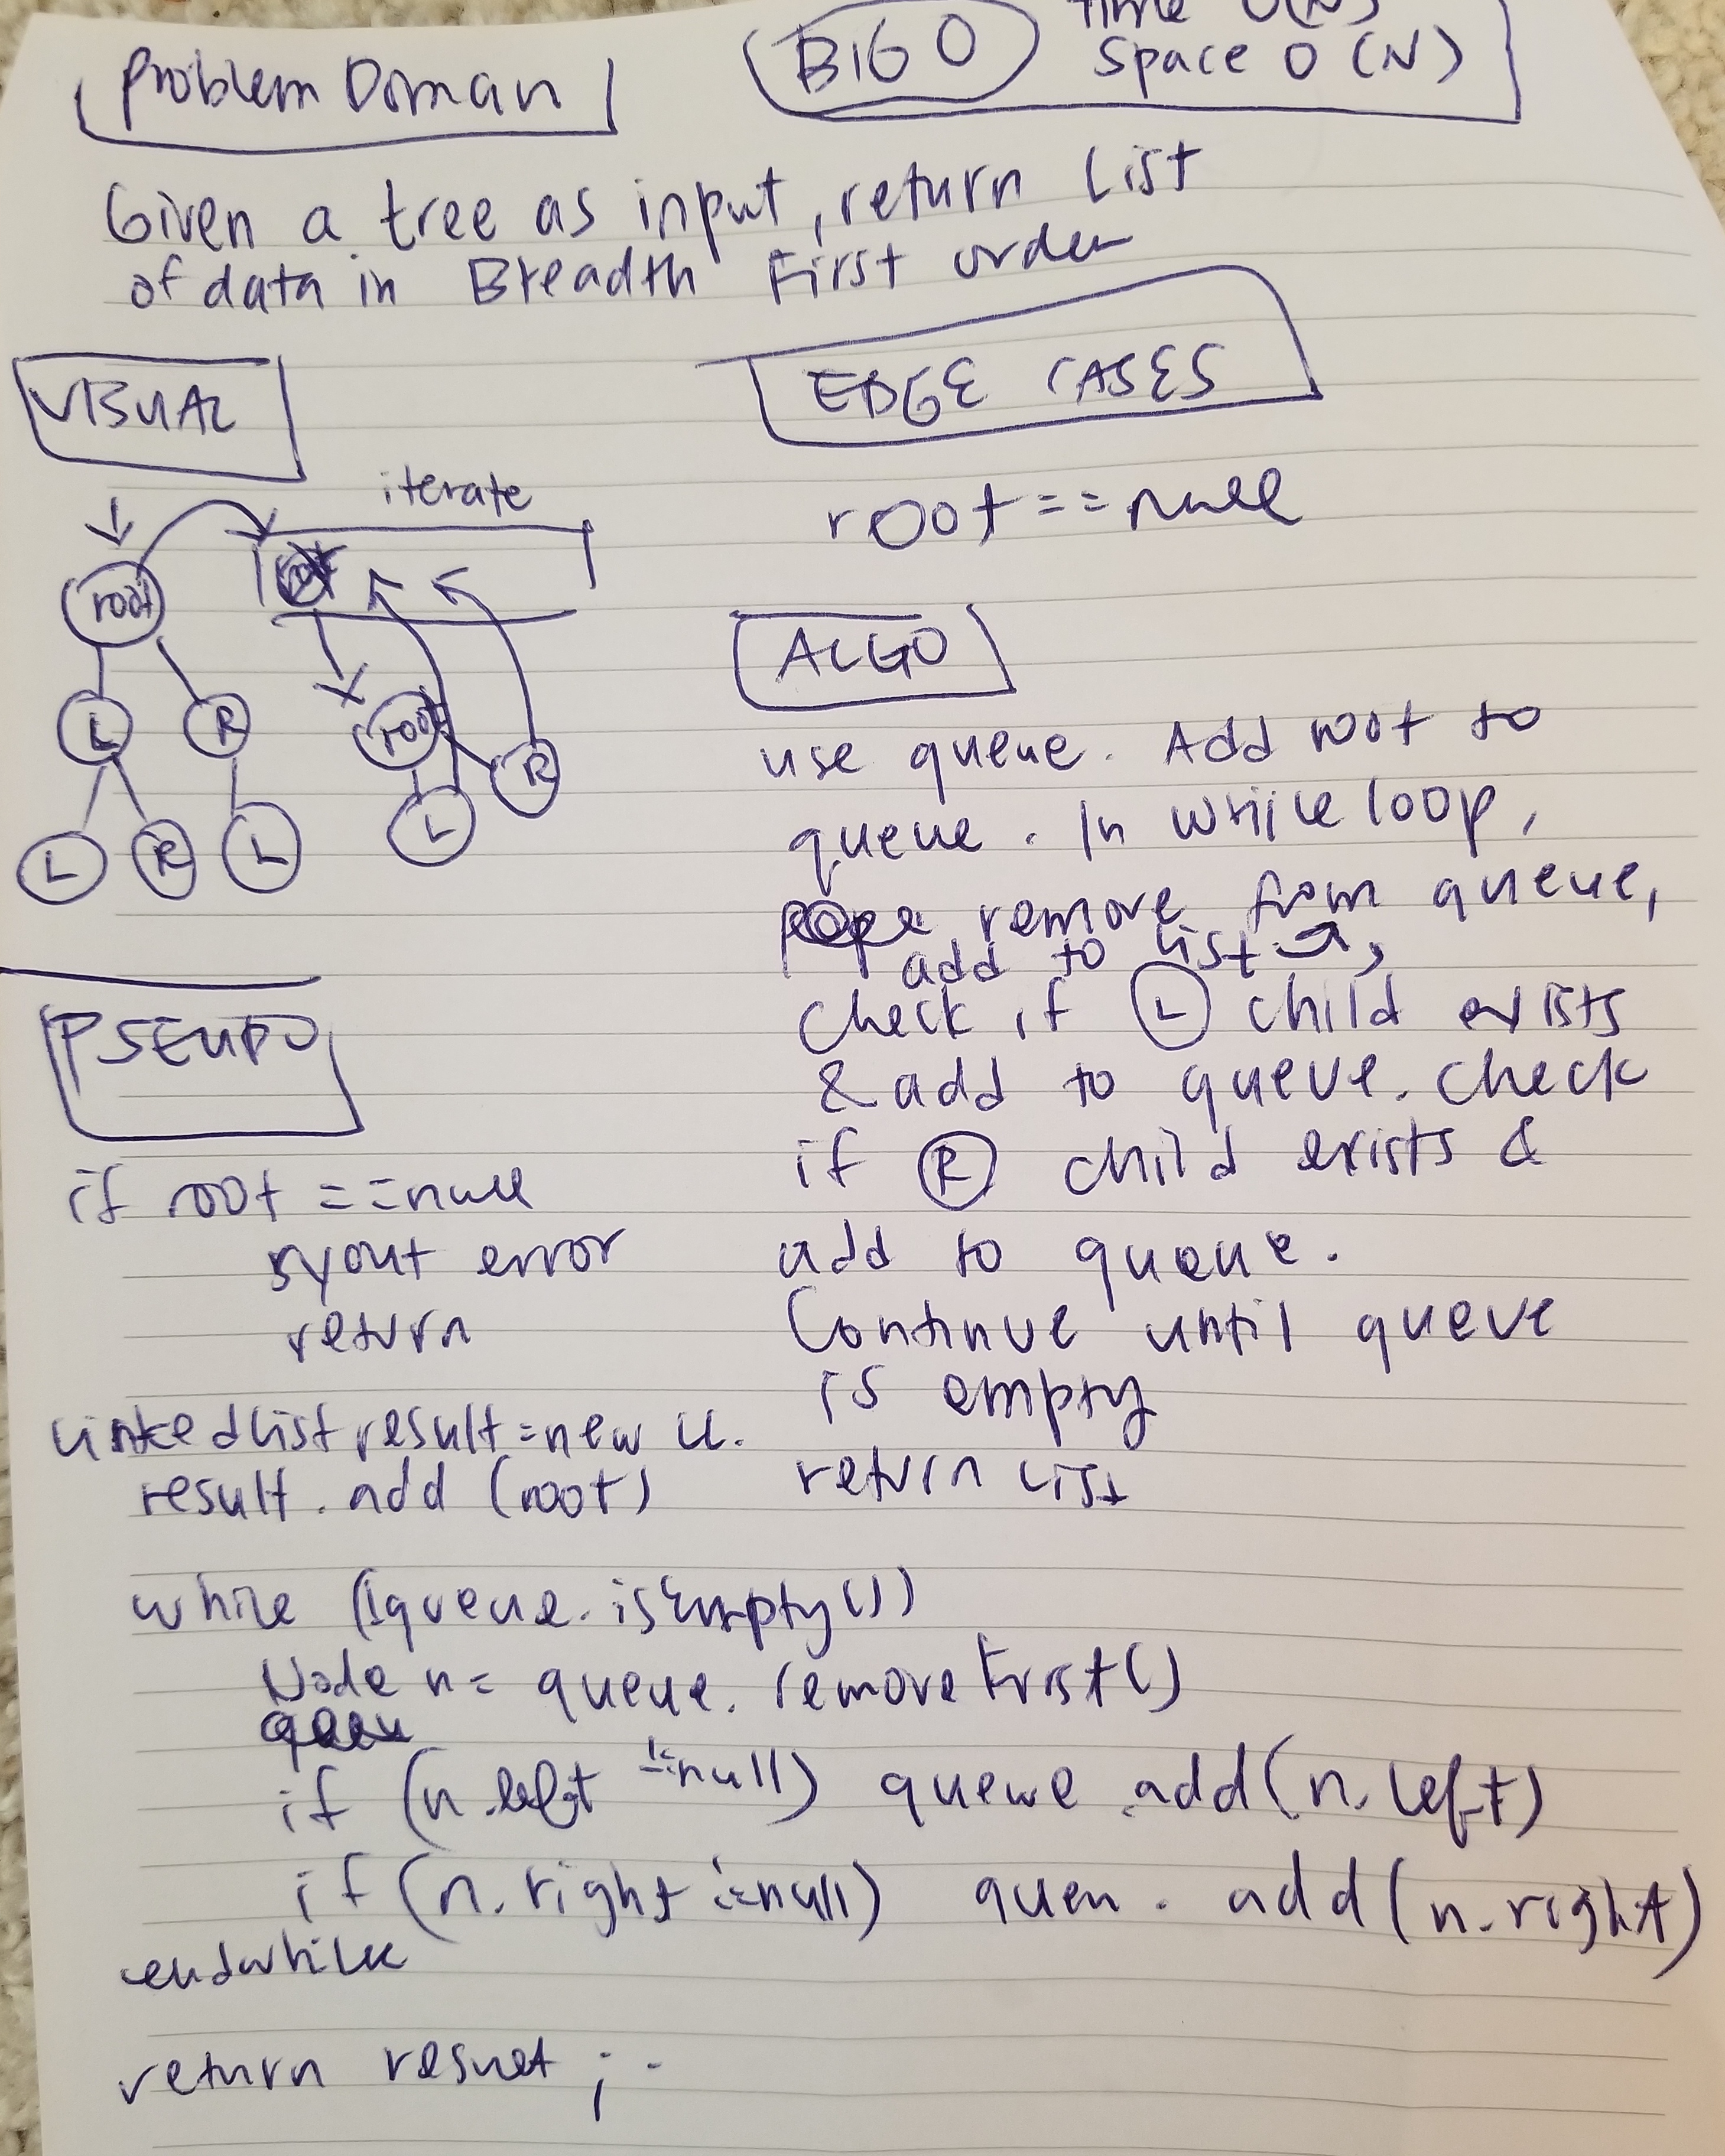 Problem Doman
BIG O
Time O(N)
Space O (N)
Given a tree as input, return List
of data in Breadth First order
VISUAL
iterate
root
L R
L R L
root
L R
EDGE CASES
root == null
ALGO
use queue. Add root to
queue. In while loop,
remove from queue,
add to list,
check if L child exists
& add to queue. Check
if R child exists &
add to queue.
Continue until queue
is empty
return list
PSEUDO
if root == null
syout error
return
Linkedlist result = new LL.
result. add (root)
while (!queue. isEmpty())
Node n = queue. removeFirst()
if (n.left != null) queue.add(n.left)
if (n.right != null) queu. add(n.right)
endwhile
return result;